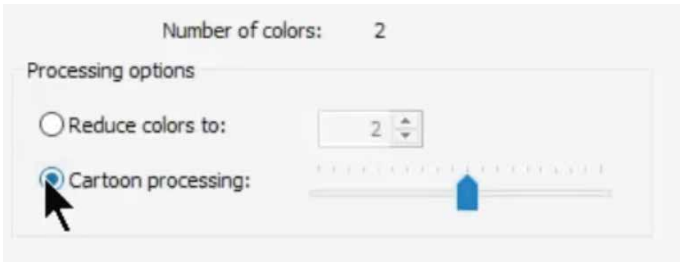 Number of colors: 2
Processing options
Reduce colors to: 2
Cartoon processing: